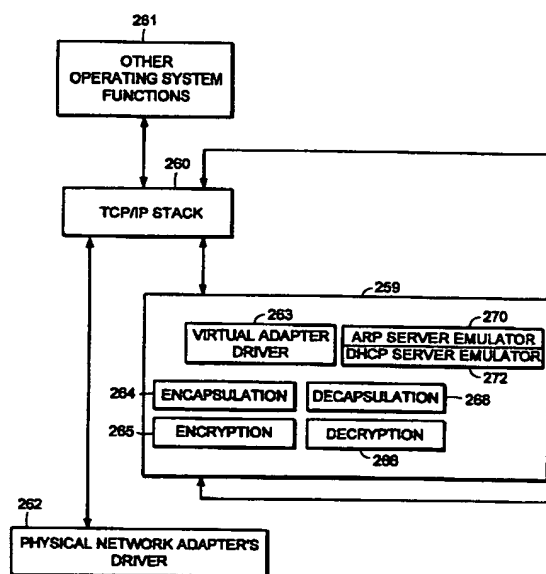 261
OTHER
OPERATING SYSTEM
FUNCTIONS
260
TCP/IP STACK
259
263
VIRTUAL ADAPTER
DRIVER
270
ARP SERVER EMULATOR
DHCP SERVER EMULATOR
272
264
ENCAPSULATION
DECAPSULATION
268
265
ENCRYPTION
DECRYPTION
266
262
PHYSICAL NETWORK ADAPTER'S
DRIVER